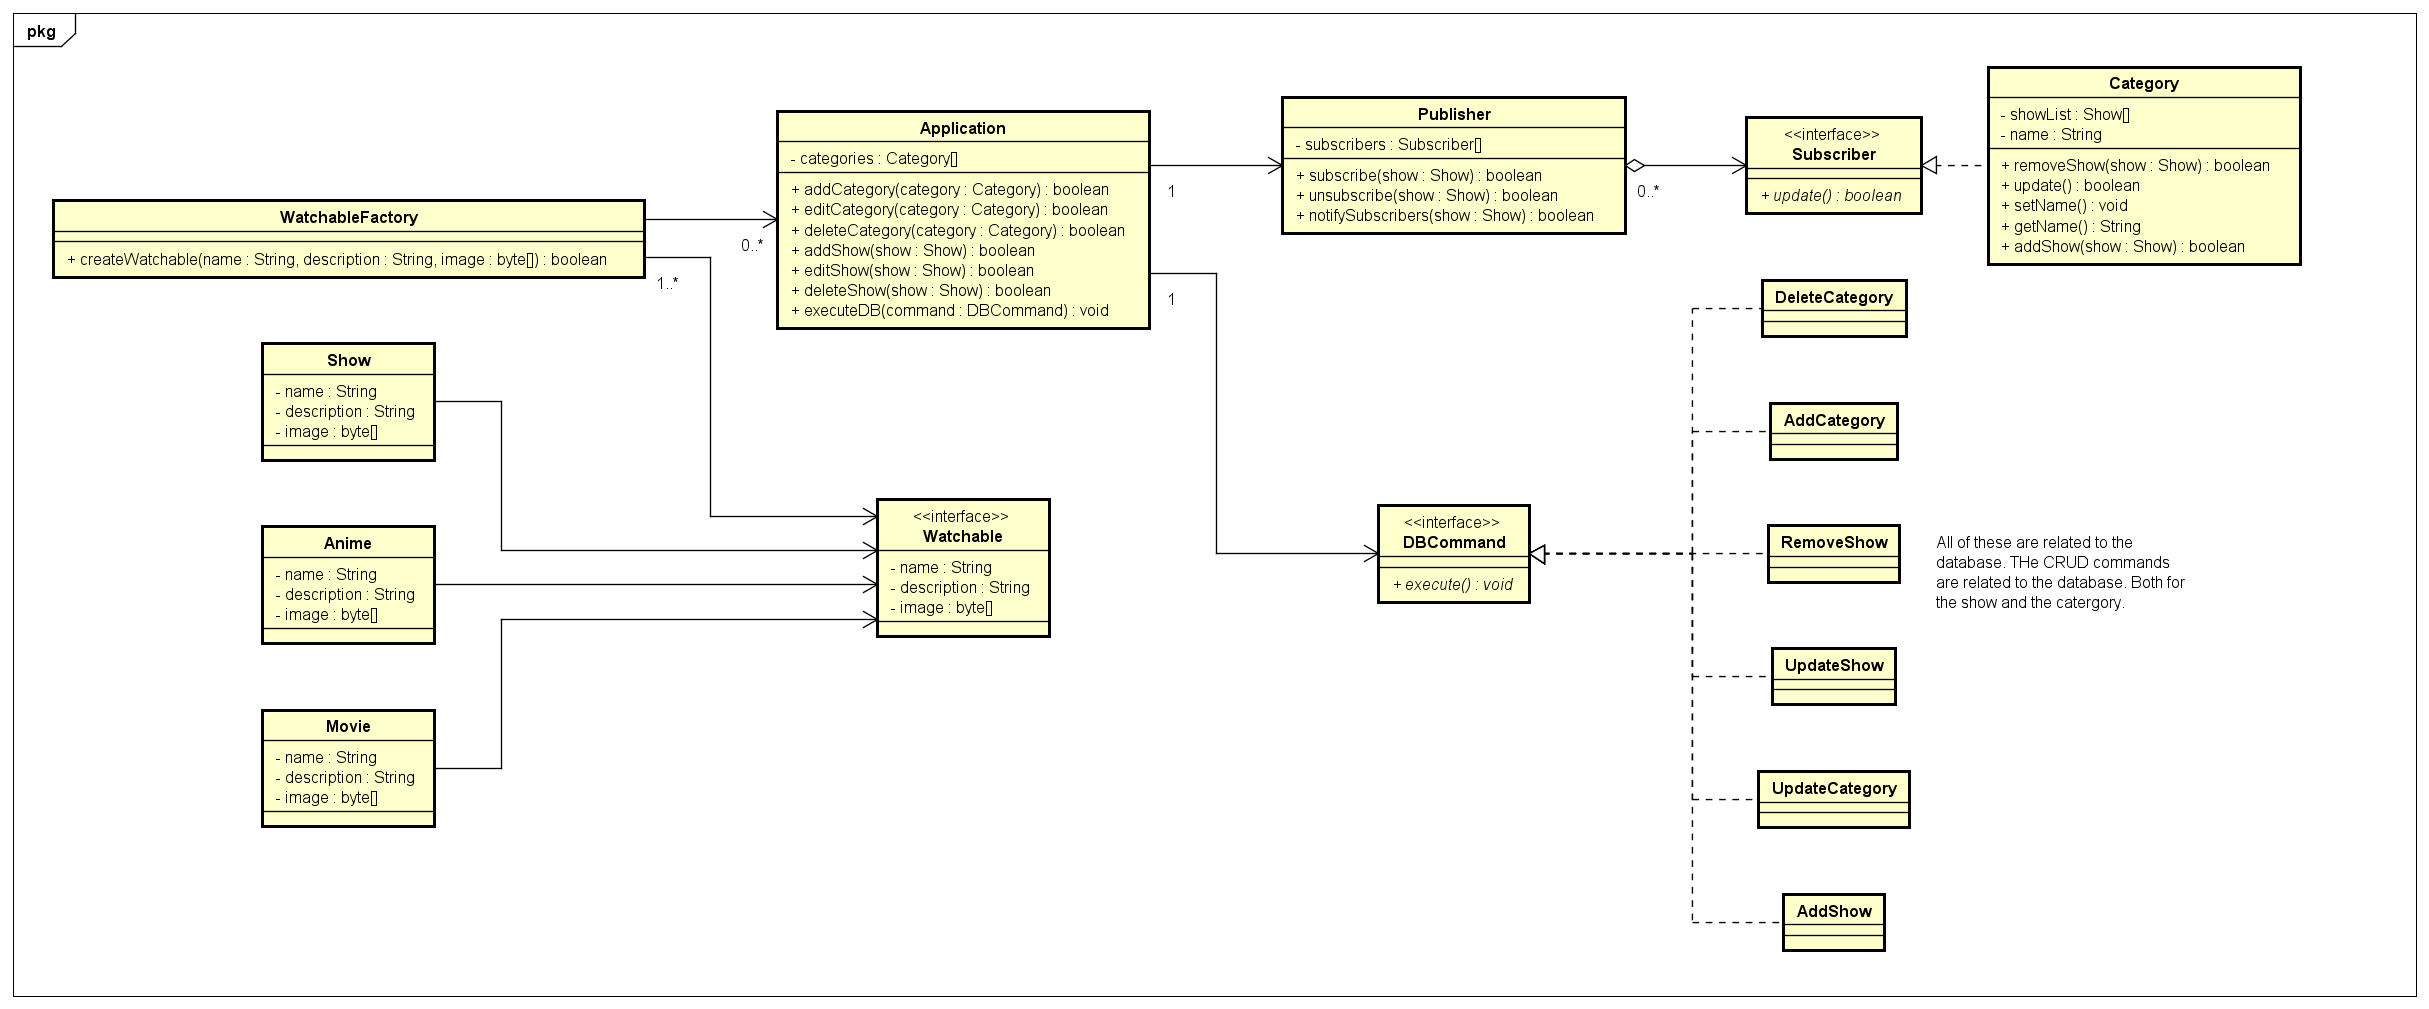 pkg
WatchableFactory
+ createWatchable(name : String, description : String, image : byte[]) : boolean
0..*
1..*
Application
- categories : Category[]
+ addCategory(category : Category) : boolean
+ editCategory(category : Category) : boolean
+ deleteCategory(category : Category) : boolean
+ addShow(show : Show) : boolean
+ editShow(show : Show) : boolean
+ deleteShow(show : Show) : boolean
+ executeDB(command : DBCommand) : void
1
1
Publisher
- subscribers : Subscriber[]
+ subscribe(show : Show) : boolean
+ unsubscribe(show : Show) : boolean
+ notifySubscribers(show : Show) : boolean
0..*
<<interface>>
Subscriber
+ update() : boolean
Category
- showList : Show[]
- name : String
+ removeShow(show : Show) : boolean
+ update() : boolean
+ setName() : void
+ getName() : String
+ addShow(show : Show) : boolean
Show
- name : String
- description : String
- image : byte[]
Anime
- name : String
- description : String
- image : byte[]
Movie
- name : String
- description : String
- image : byte[]
<<interface>>
Watchable
- name : String
- description : String
- image : byte[]
<<interface>>
DBCommand
+ execute() : void
DeleteCategory
AddCategory
RemoveShow
UpdateShow
UpdateCategory
AddShow
All of these are related to the
database. THe CRUD commands
are related to the database. Both for
the show and the catergory.